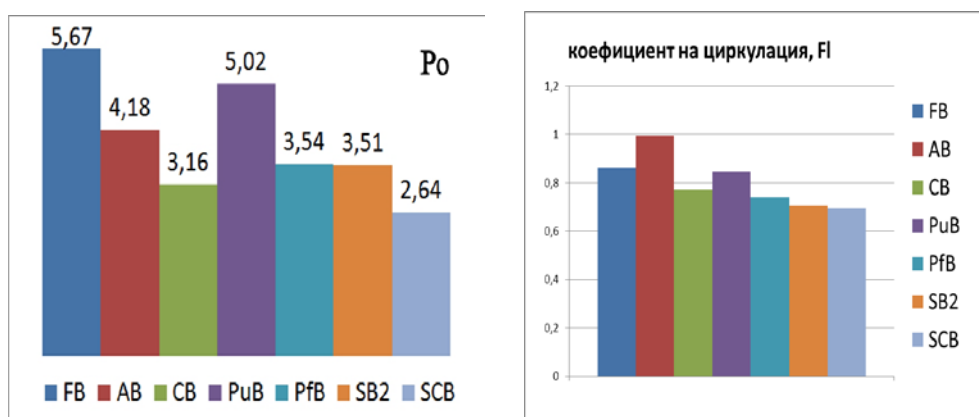 5,67
Po
5,02
4,18
3,54
3,51
3,16
2,64
FB AB CB PuB PfB SB2 SCB
коефициент на циркулация, Fl
1,2
1
0,8
0,6
0,4
0,2
0
FB
AB
CB
PuB
PfB
SB2
SCB